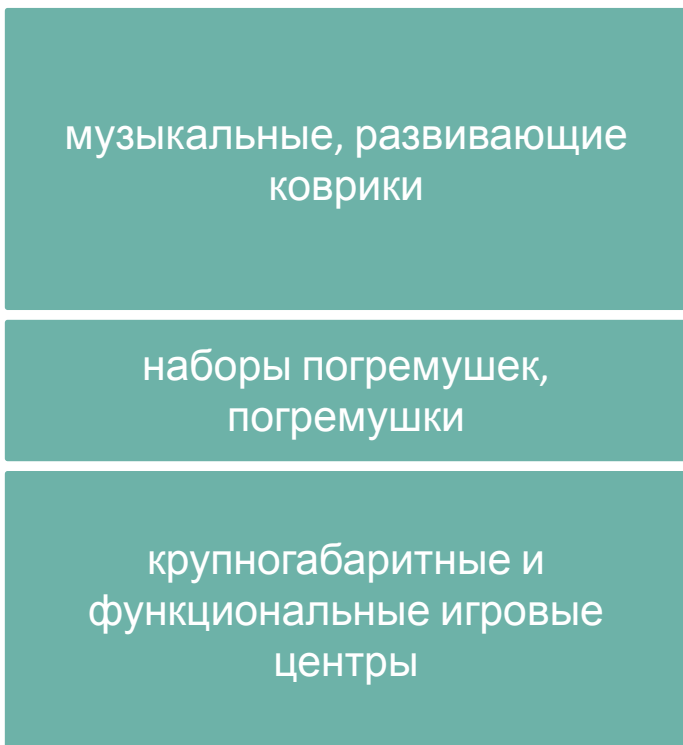 музыкальные, развивающие
коврики
наборы погремушек,
погремушки
крупногабаритные и
функциональные игровые
центры